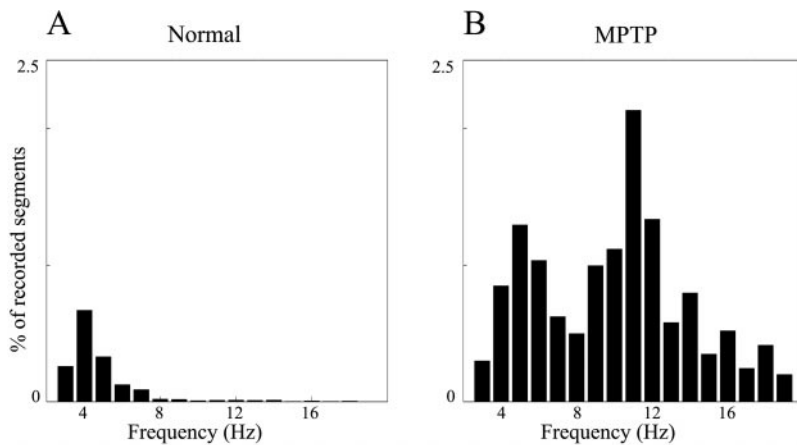 A
Normal
2.5
% of recorded segments
0
4
8
12
16
Frequency (Hz)
B
MPTP
2.5
0
4
8
12
16
Frequency (Hz)